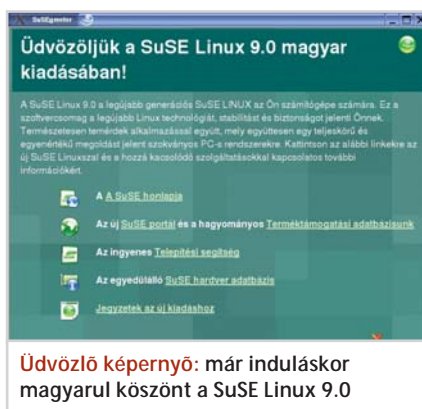 SuSEgreeter
Üdvözöljük a SuSE Linux 9.0 magyar
kiadásában!
A SuSE Linux 9.0 a legújabb generációs SuSE LINUX az Ön számítógépe számára. Ez a
szoftvercsomag a legújabb Linux technológiát, stabilitást és biztonságot jelenti Önnek.
Természetesen temérdek alkalmazással együtt, mely együttesen egy teljeskörű és
egyenértékű megoldást jelent szokványos PC-s rendszerekre. Kattintson az alábbi linkekre az
új SuSE Linuxszal és a hozzá kacsolódó szolgáltatásokkal kapcsolatos további
információkért.
A A SuSE honlapja
Az új SuSE portál és a hagyományos Terméktámogatási adatbázisunk
Az ingyenes Telepítési segítség
Az egyedülálló SuSE hardver adatbázis
Jegyzetek az új kiadáshoz
Üdvözlõ képernyõ: már induláskor
magyarul köszönt a SuSE Linux 9.0